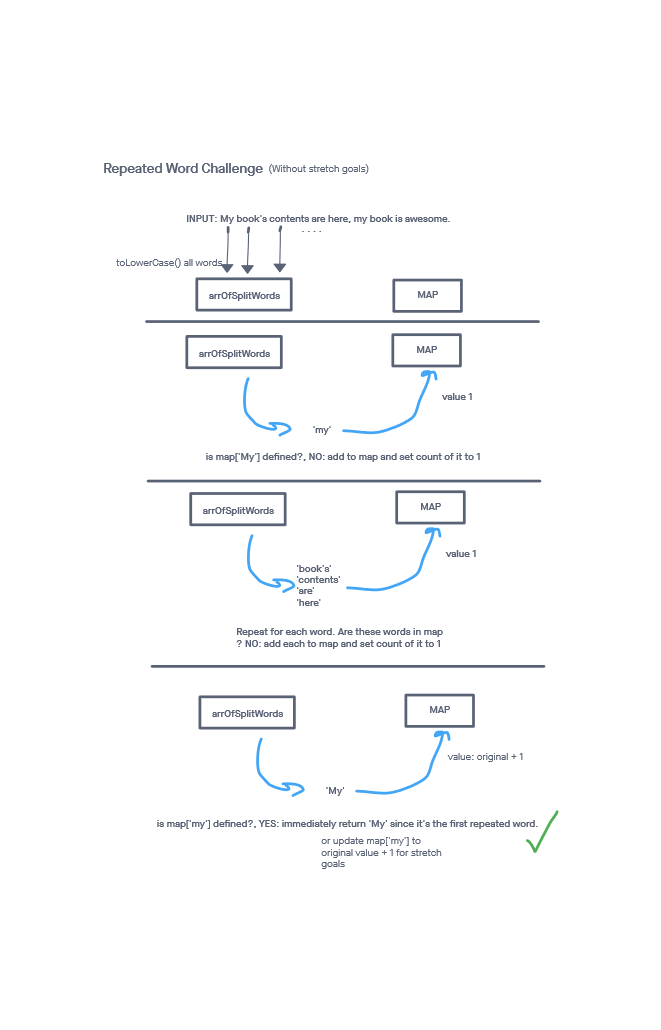 Repeated Word Challenge (Without stretch goals)
INPUT: My book's contents are here, my book is awesome.
. . . .
toLowerCase() all words
arrOfSplitWords MAP
arrOfSplitWords MAP
value 1
'my'
is map['My'] defined?, NO: add to map and set count of it to 1
arrOfSplitWords MAP
value 1
'book's'
'contents'
'are'
'here'
Repeat for each word. Are these words in map
? NO: add each to map and set count of it to 1
arrOfSplitWords MAP
value: original + 1
'My'
is map['my'] defined?, YES: immediately return 'My' since it's the first repeated word.
or update map['my'] to
original value + 1 for stretch
goals